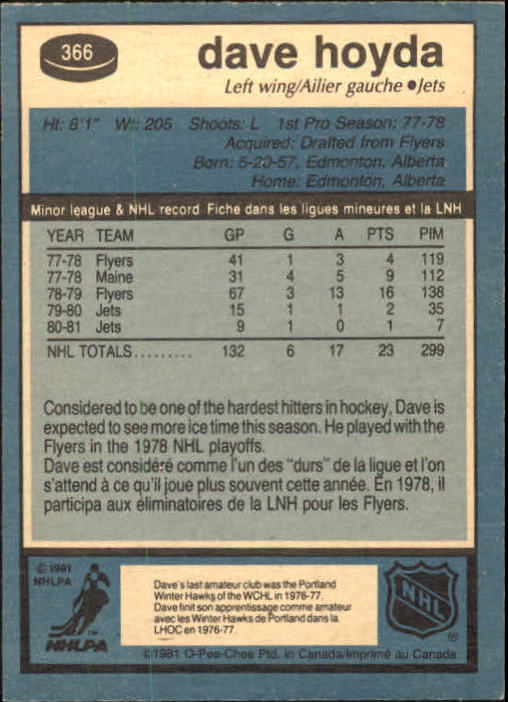 366
dave hoyda
Left wing/Ailier gauche ●Jets
Ht: 6'1" Wt: 205 Shoots: L 1st Pro Season: 77-78
Acquired: Drafted from Flyers
Born: 5-20-57, Edmonton, Alberta
Home: Edmonton, Alberta
Minor league & NHL record Fiche dans les ligues mineures et la LNH
YEAR TEAM GP G A PTS PIM
77-78 Flyers 41 1 3 4 119
77-78 Maine 31 4 5 9 112
78-79 Flyers 67 3 13 16 138
79-80 Jets 15 1 1 2 35
80-81 Jets 9 1 0 1 7
NHL TOTALS......... 132 6 17 23 299
Considered to be one of the hardest hitters in hockey, Dave is
expected to see more ice time this season. He played with the
Flyers in the 1978 NHL playoffs.
Dave est considéré comme l'un des "durs" de la ligue et l'on
s'attend à ce qu'il joue plus souvent cette année. En 1978, il
participa aux éliminatoires de la LNH pour les Flyers.
© 1981
NHLPA
NHLPA
™
Dave's last amateur club was the Portland
Winter Hawks of the WCHL in 1976-77.
Dave finit son apprentissage comme amateur
avec les Winter Hawks de Portland dans la
LHOC en 1976-77.
NHL
®
© 1981 O-Pee-Chee Ptd. in Canada/Imprimé au Canada